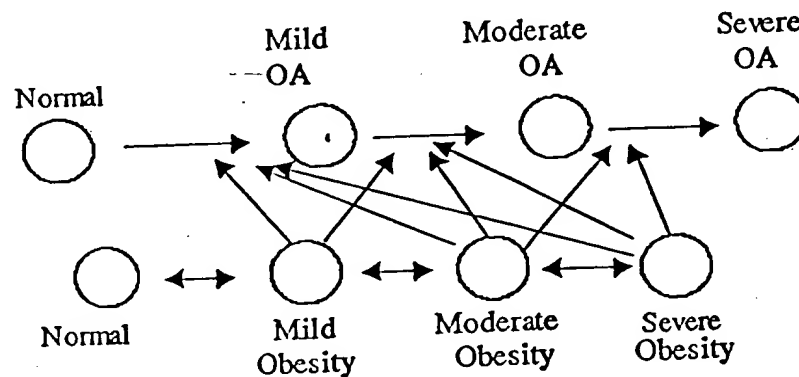 Normal
Mild
OA
Moderate
OA
Severe
OA
Normal
Mild
Obesity
Moderate
Obesity
Severe
Obesity